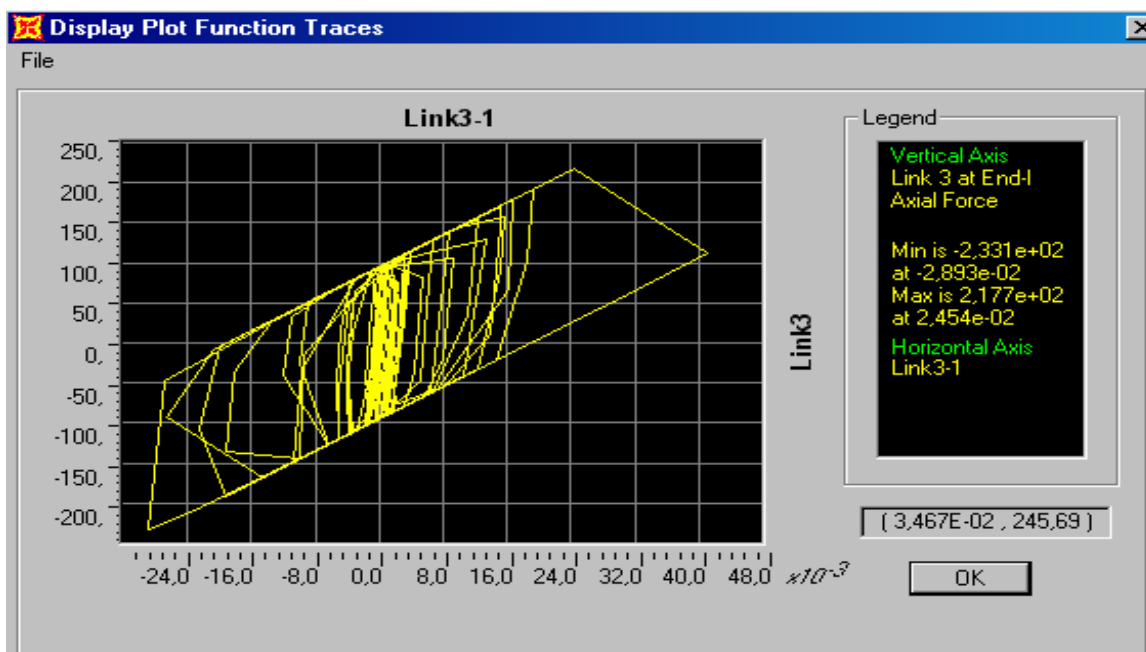 Display Plot Function Traces
File
Link3-1
250,
200,
150,
100,
50,
0,
-50,
-100,
-150,
-200,
-24,0 -16,0 -8,0 0,0 8,0 16,0 24,0 32,0 40,0 48,0 x10^-3
Link3
Legend
Vertical Axis
Link 3 at End-I
Axial Force
Min is -2,331e+02
at -2,893e-02
Max is 2,177e+02
at 2,454e-02
Horizontal Axis
Link3-1
( 3,467E-02 , 245,69 )
OK